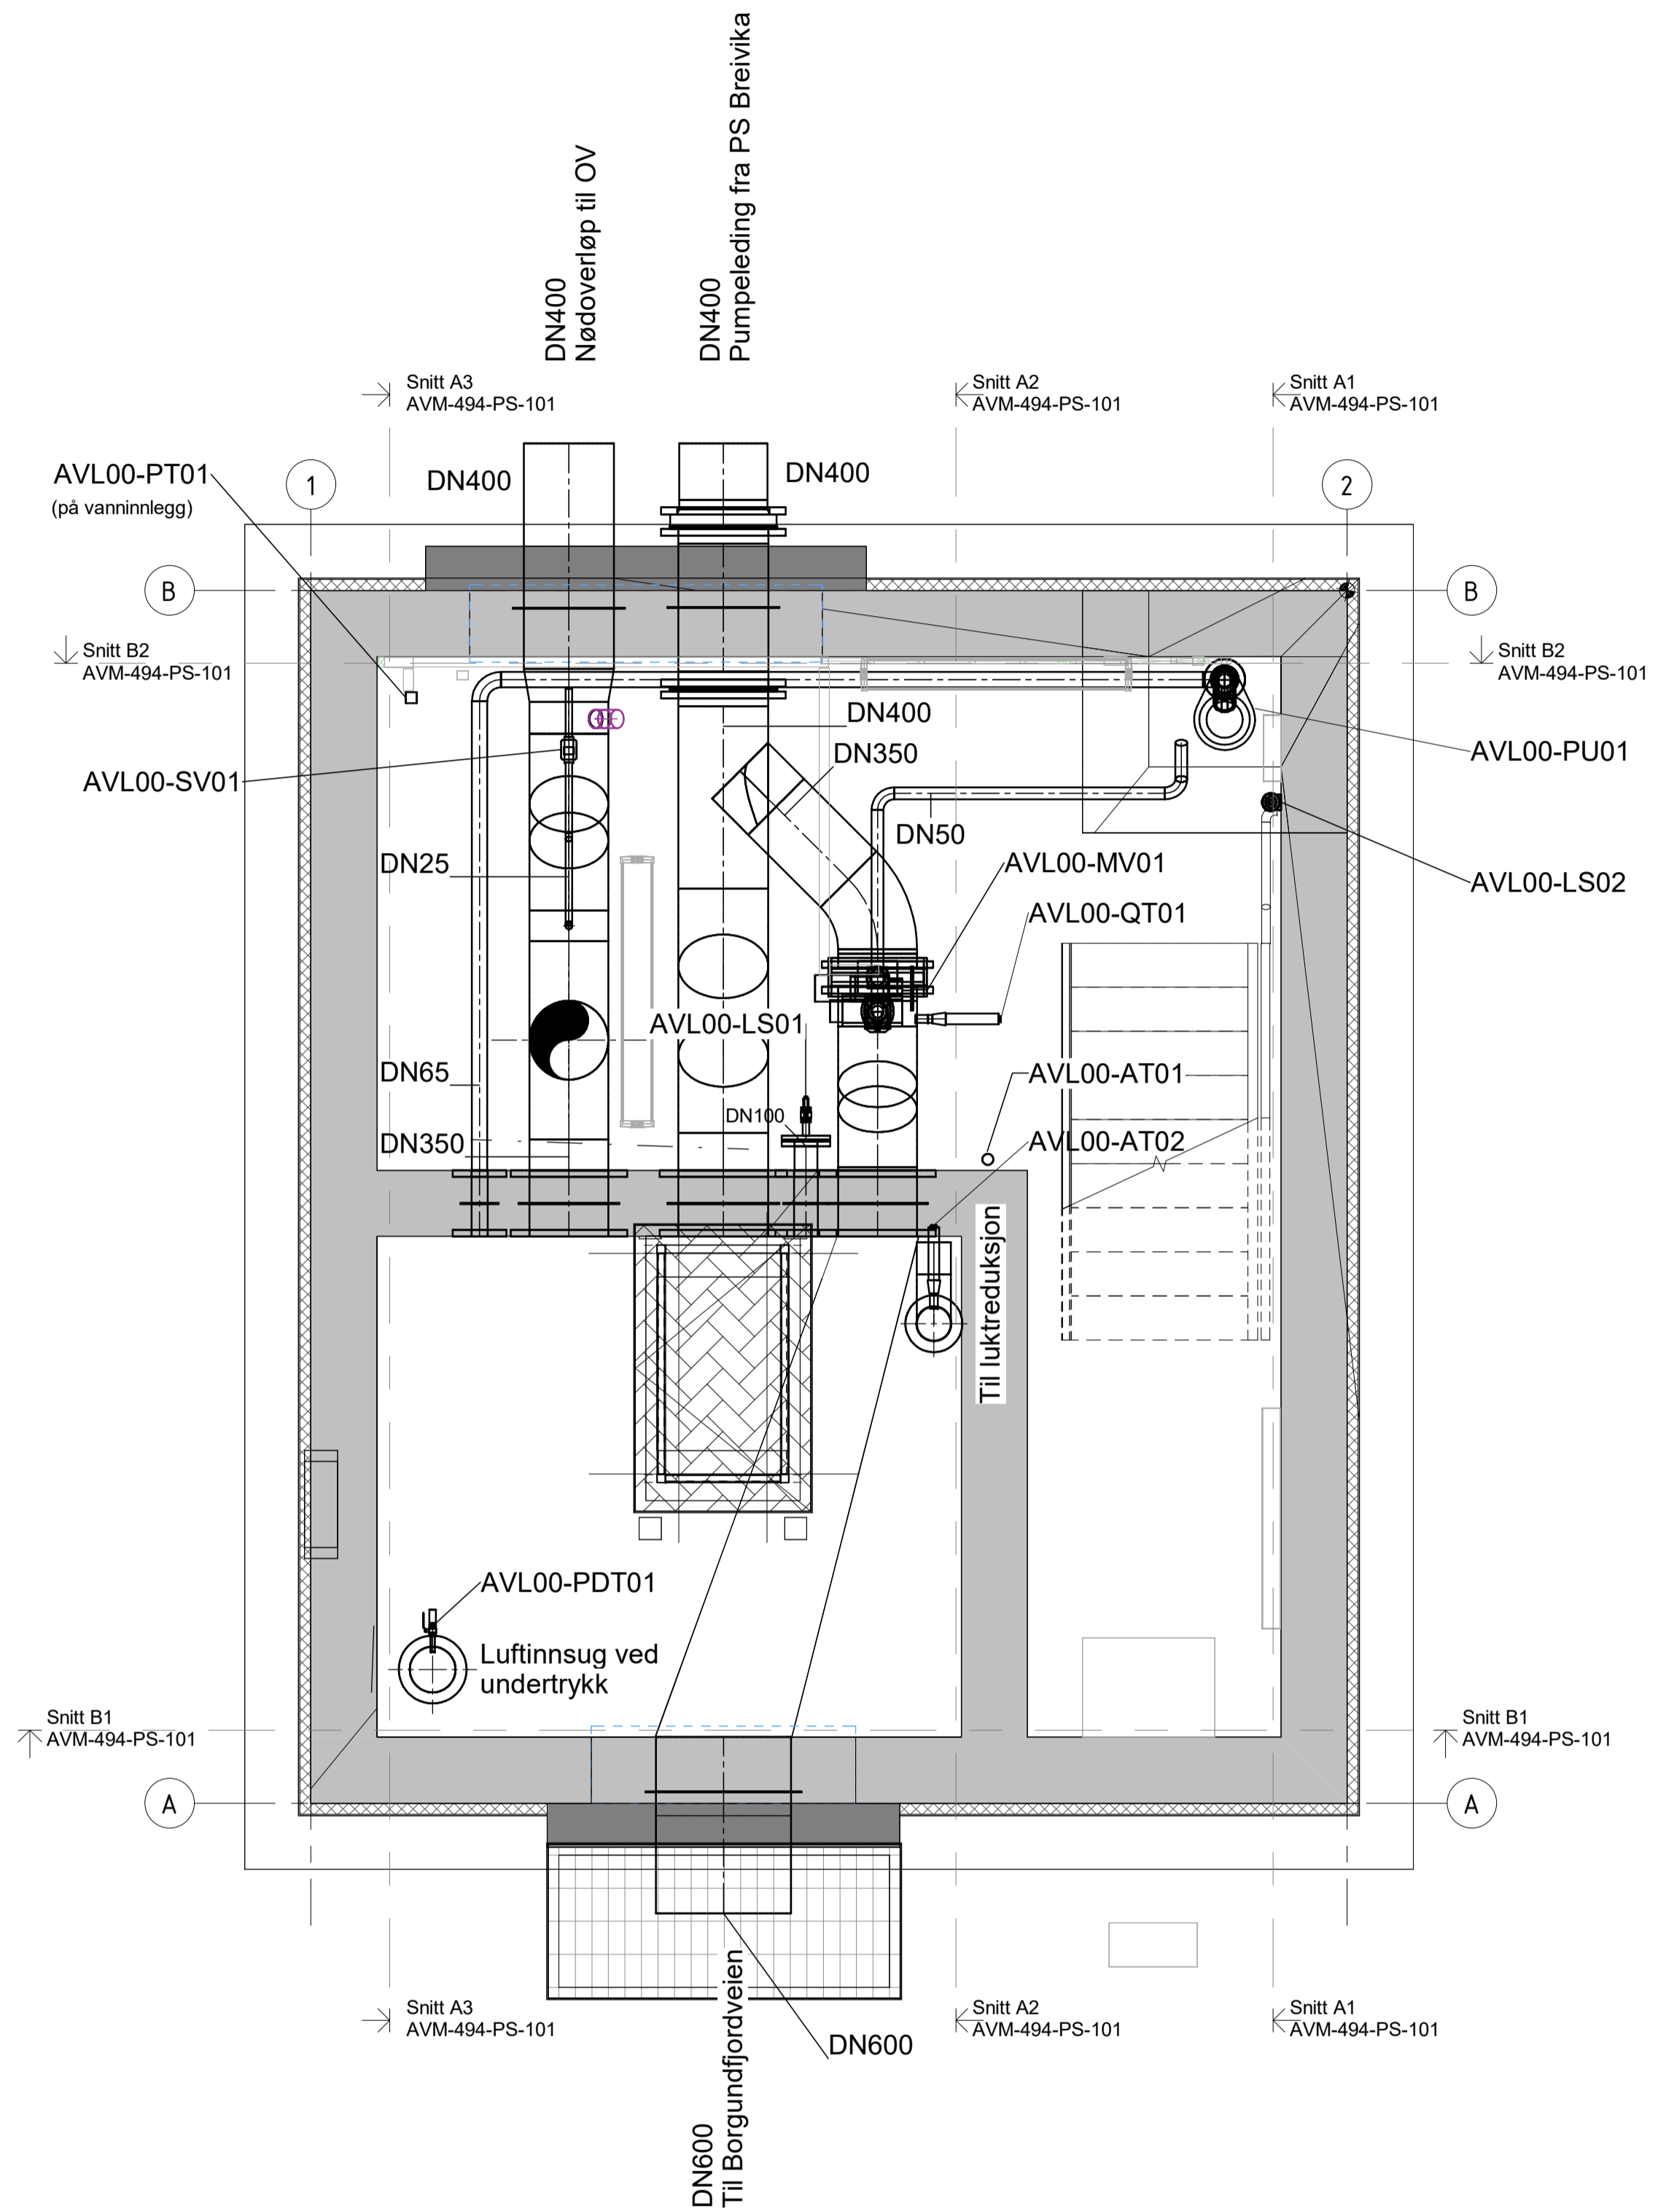 DN400
Nødoverløp til OV
DN400
Pumpeleding fra PS Breivika
Snitt A3
AVM-494-PS-101
Snitt A2
AVM-494-PS-101
Snitt A1
AVM-494-PS-101
AVL00-PT01
(på vanninnlegg)
1
DN400
DN400
2
B
B
Snitt B2
AVM-494-PS-101
Snitt B2
AVM-494-PS-101
DN400
DN350
AVL00-PU01
AVL00-SV01
DN50
DN25
AVL00-MV01
AVL00-LS02
AVL00-QT01
AVL00-LS01
DN65
AVL00-AT01
DN100
DN350
AVL00-AT02
Til luktreduksjon
AVL00-PDT01
Luftinnsug ved
undertrykk
Snitt B1
AVM-494-PS-101
Snitt B1
AVM-494-PS-101
A
A
Snitt A3
AVM-494-PS-101
Snitt A2
AVM-494-PS-101
Snitt A1
AVM-494-PS-101
DN600
DN600
Til Borgundfjordveien